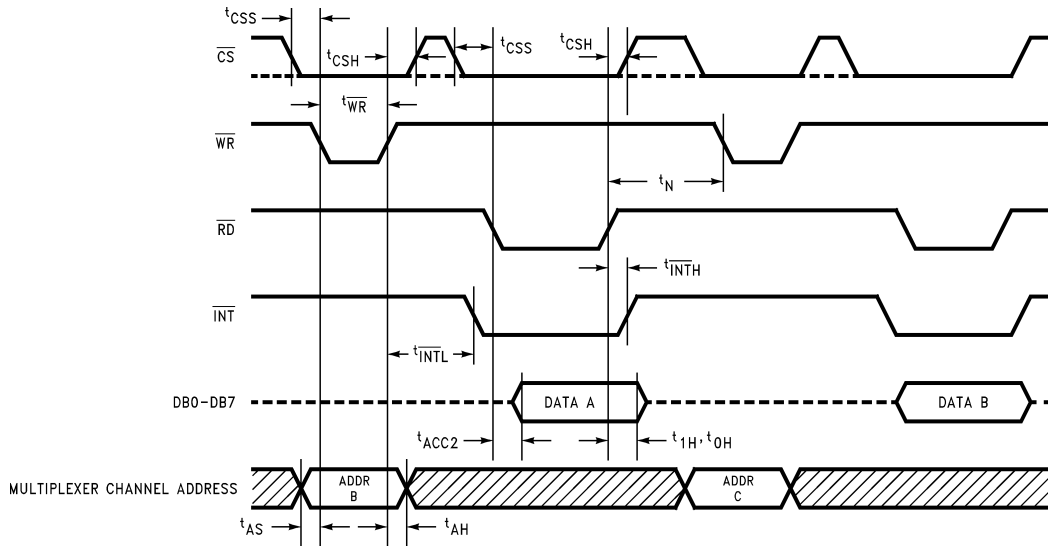 tCSS
CS
tCSH
tCSS
tCSH
tWR
WR
tN
RD
tINTH
INT
tINTL
DB0-DB7
DATA A
DATA B
tACC2
t1H, t0H
MULTIPLEXER CHANNEL ADDRESS
ADDR
B
ADDR
C
tAS
tAH